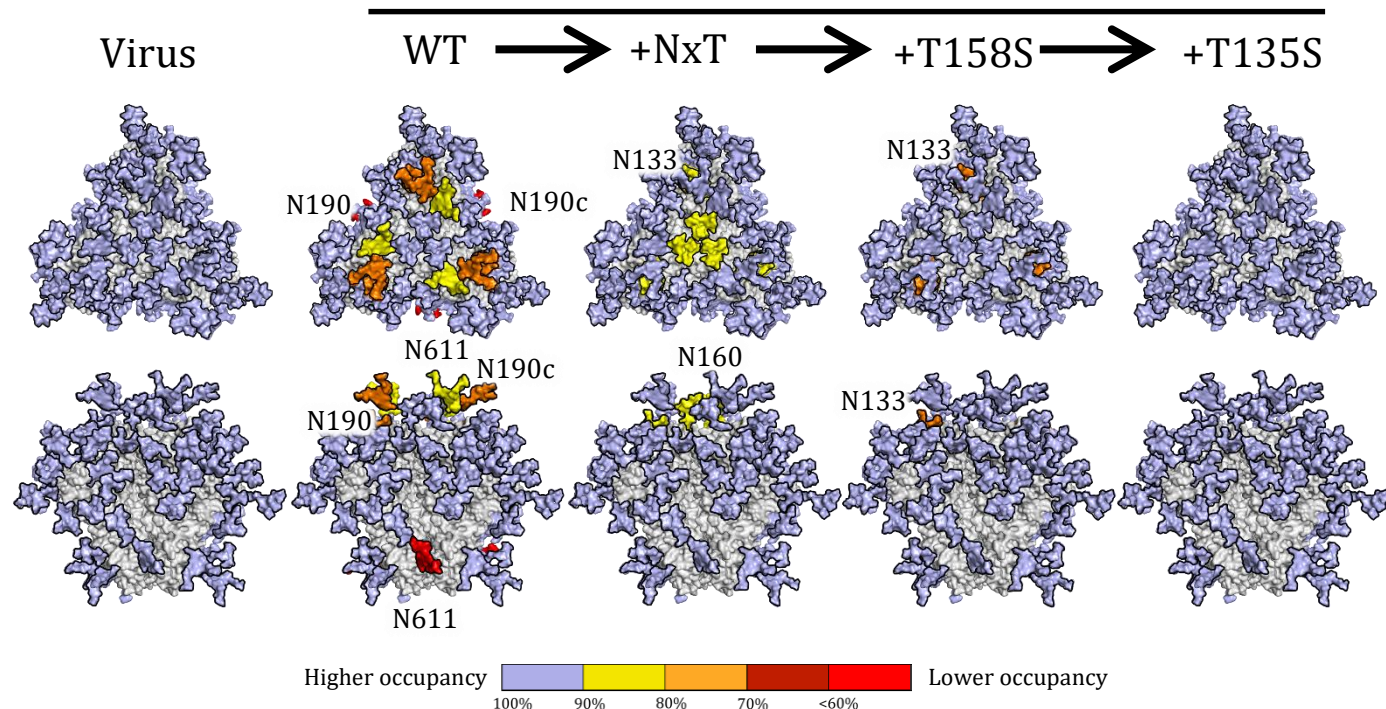 Virus WT +NxT +T158S +T135S
N190 N190c N133 N133
N611 N190c N160
N190 N133
N611
Higher occupancy Lower occupancy
100% 90% 80% 70% <60%